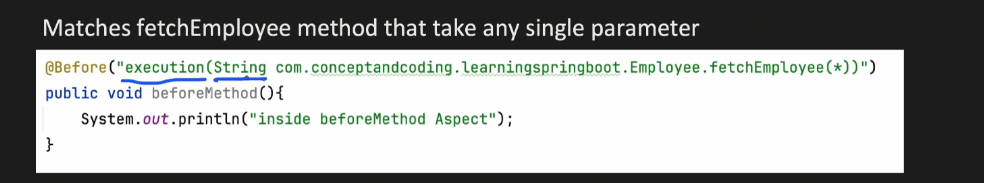 Matches fetchEmployee method that take any single parameter
@Before("execution(String com.conceptandcoding.learningspringboot.Employee.fetchEmployee(*))")
public void beforeMethod(){
System.out.println("inside beforeMethod Aspect");
}